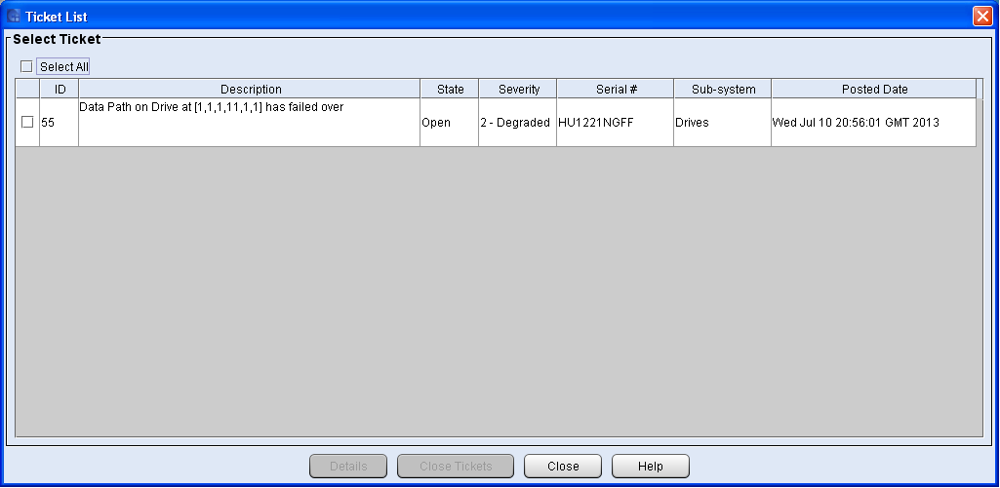 Ticket List
Select Ticket
Select All
ID Description State Severity Serial # Sub-system Posted Date
55 Data Path on Drive at [1,1,1,11,1,1] has failed over Open 2 - Degraded HU1221NGFF Drives Wed Jul 10 20:56:01 GMT 2013
Details Close Tickets Close Help